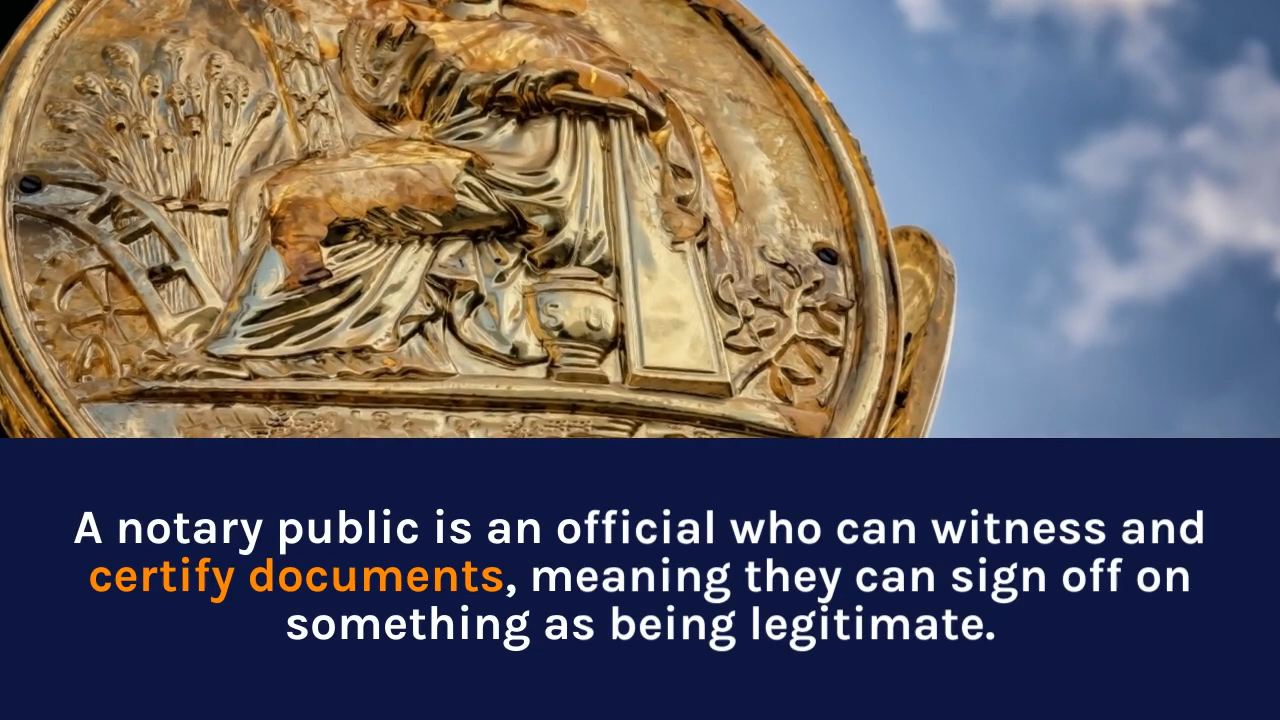 A notary public is an official who can witness and
certify documents, meaning they can sign off on
something as being legitimate.